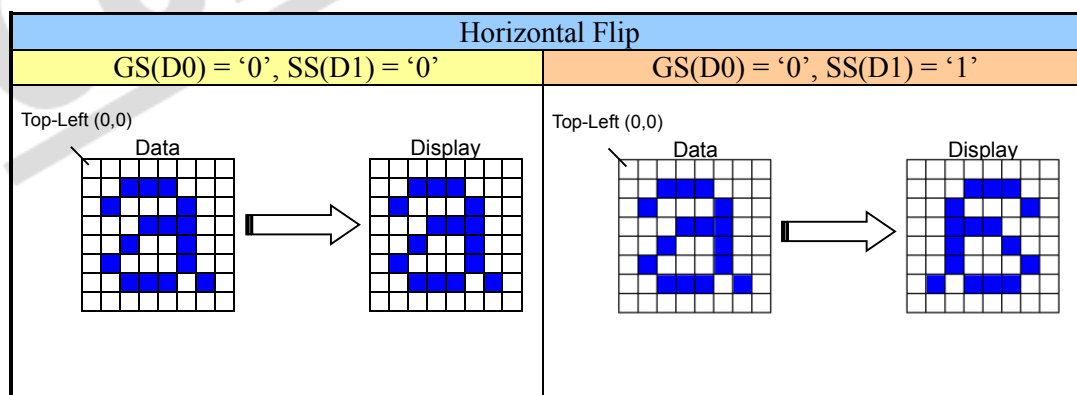 Horizontal Flip
GS(D0) = ‘0’, SS(D1) = ‘0’
GS(D0) = ‘0’, SS(D1) = ‘1’
Top-Left (0,0)
Data
Display
Top-Left (0,0)
Data
Display